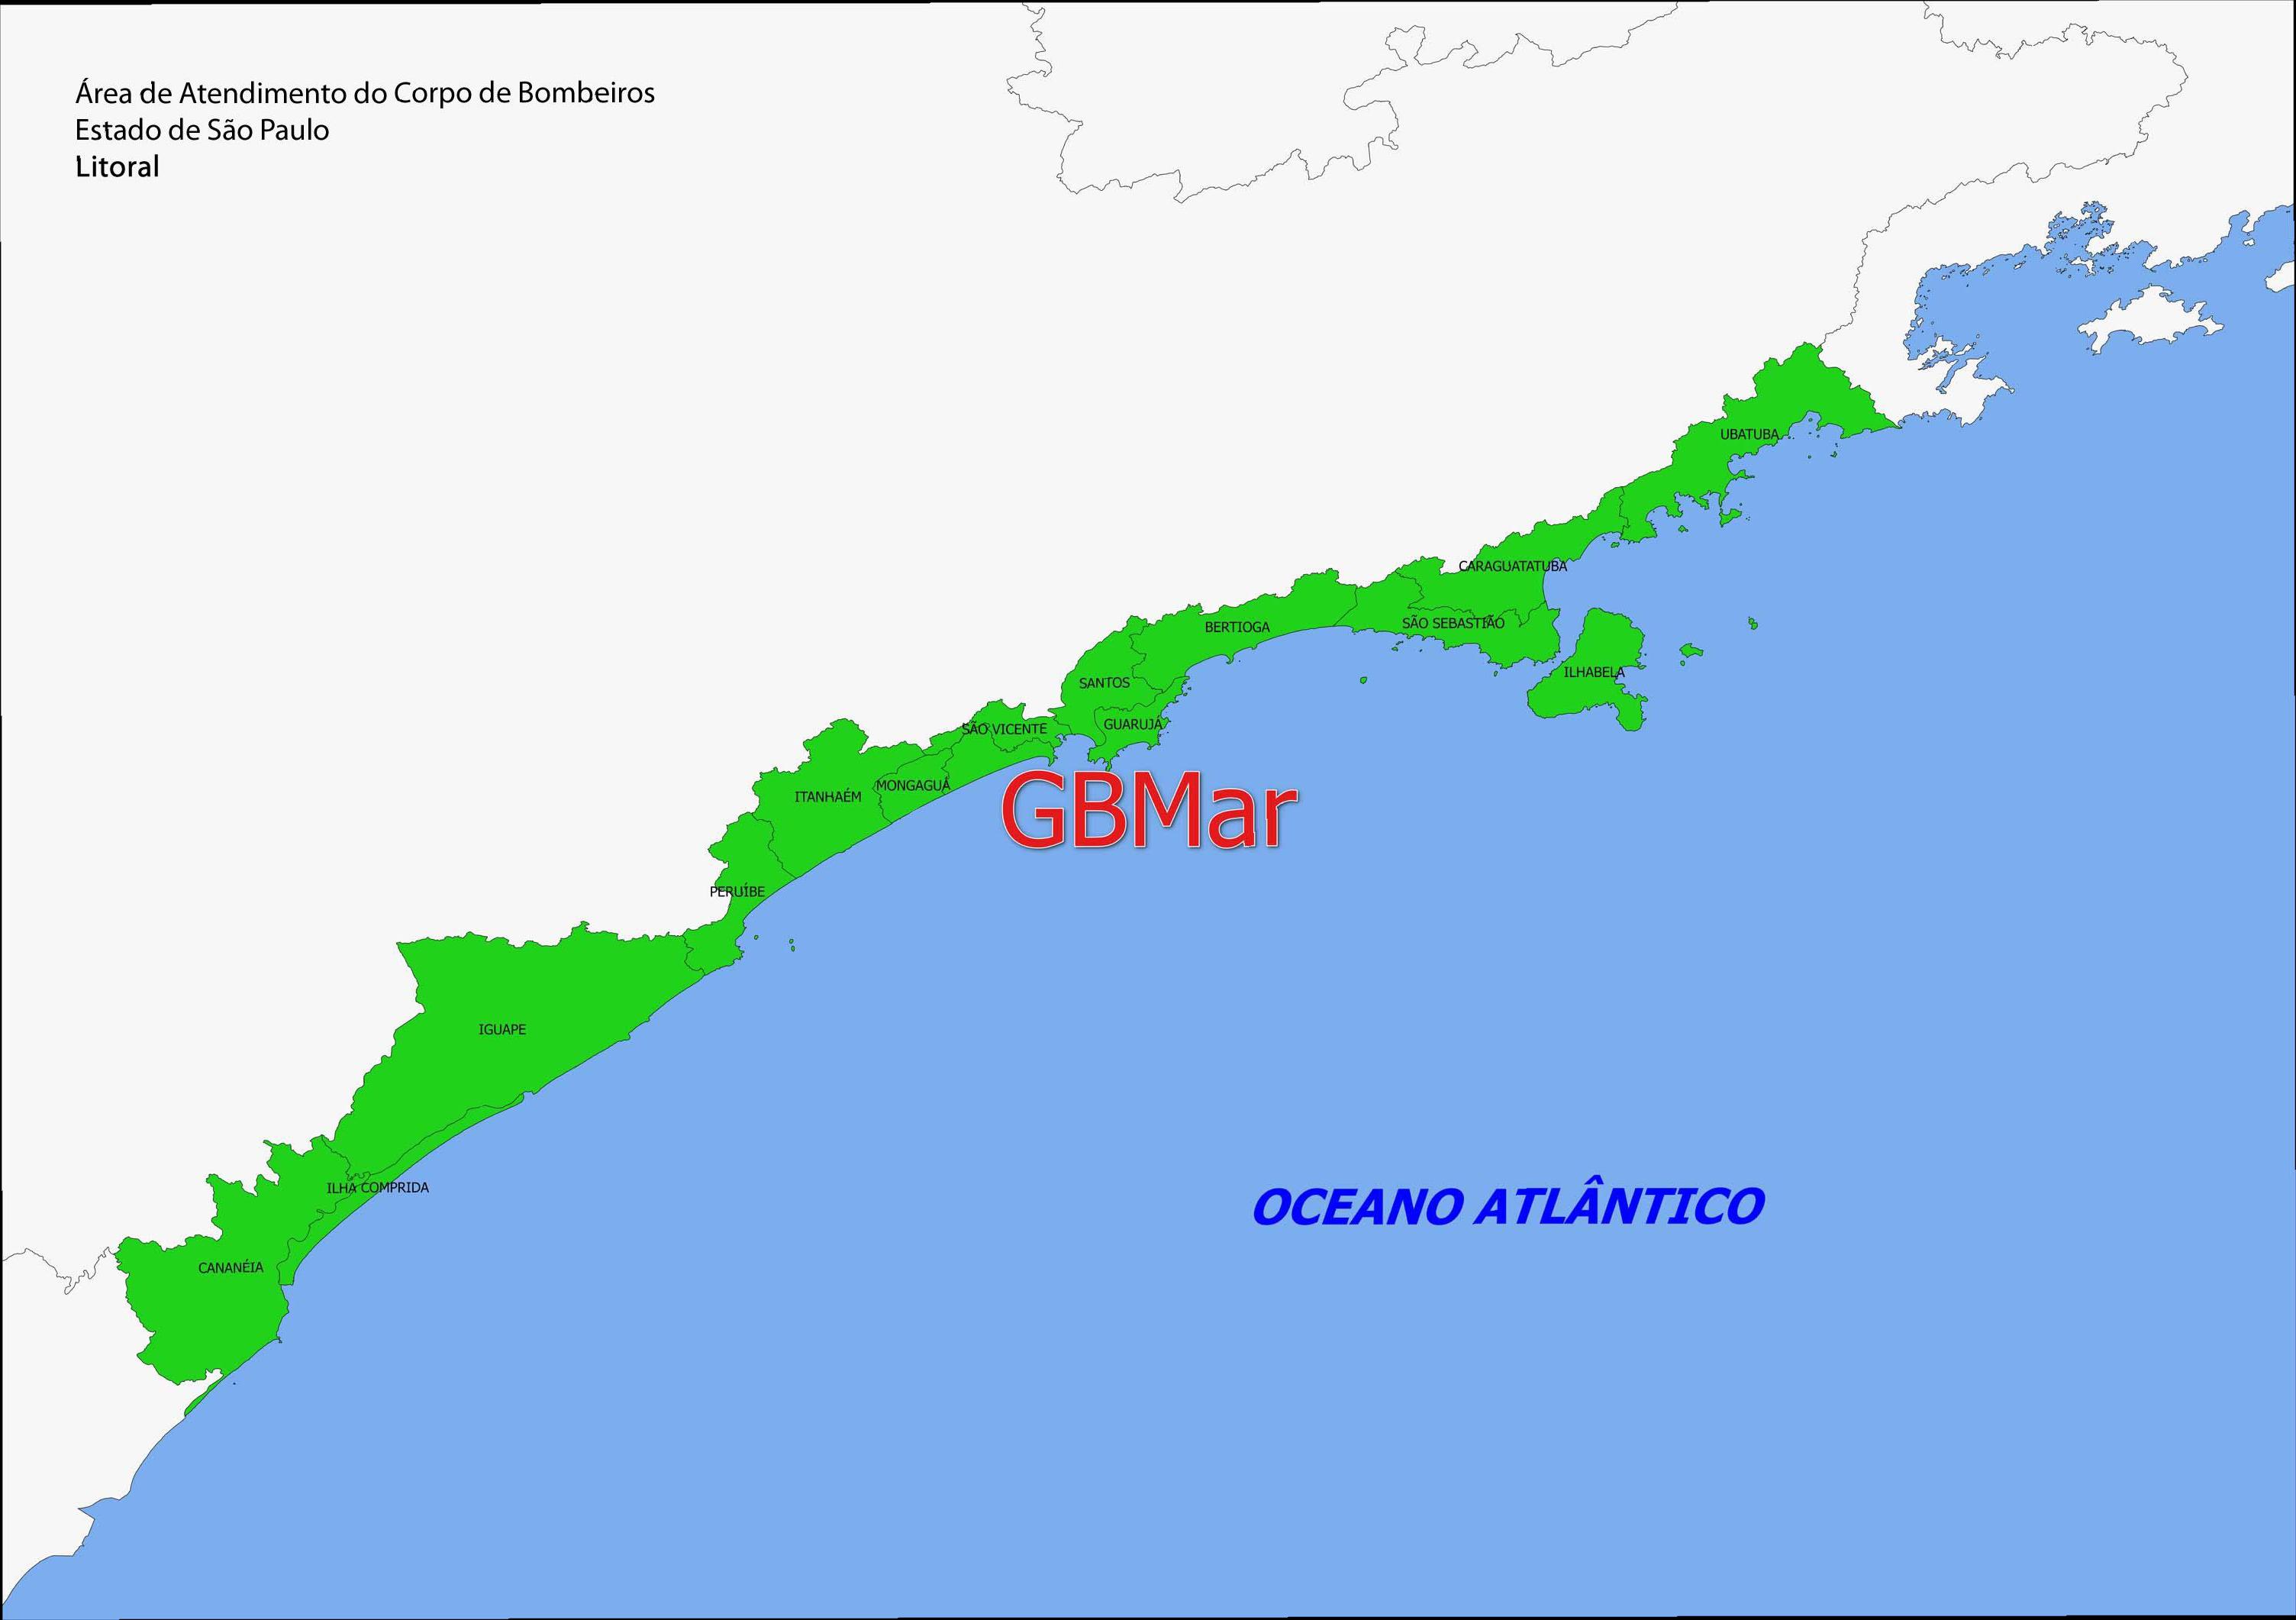 Área de Atendimento do Corpo de Bombeiros
Estado de São Paulo
Litoral
UBATUBA
CARAGUATATUBA
SÃO SEBASTIÃO
BERTIOGA
ILHABELA
SANTOS
GUARUJÁ
SÃO VICENTE
MONGAGUÁ
ITANHAÉM
GBMar
PERUÍBE
IGUAPE
ILHA COMPRIDA
OCEANO ATLÂNTICO
CANANÉIA